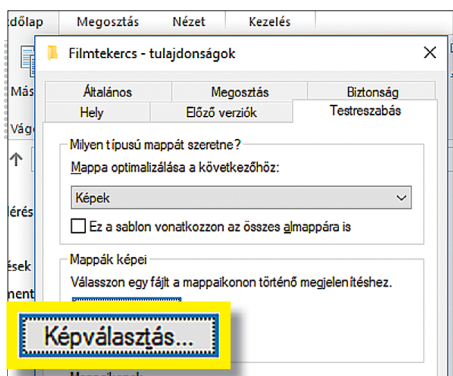 Megosztás Nézet Kezelés
Filmtekercs - tulajdonságok
Általános Megosztás Biztonság
Hely Előző verziók Testreszabás
Milyen típusú mappát szeretne?
Mappa optimalizálása a következőhöz:
Képek
Ez a sablon vonatkozzon az összes almappára is
Mappák képei
Válasszon egy fájlt a mappaikonon történő megjelenítéshez.
Képválasztás...